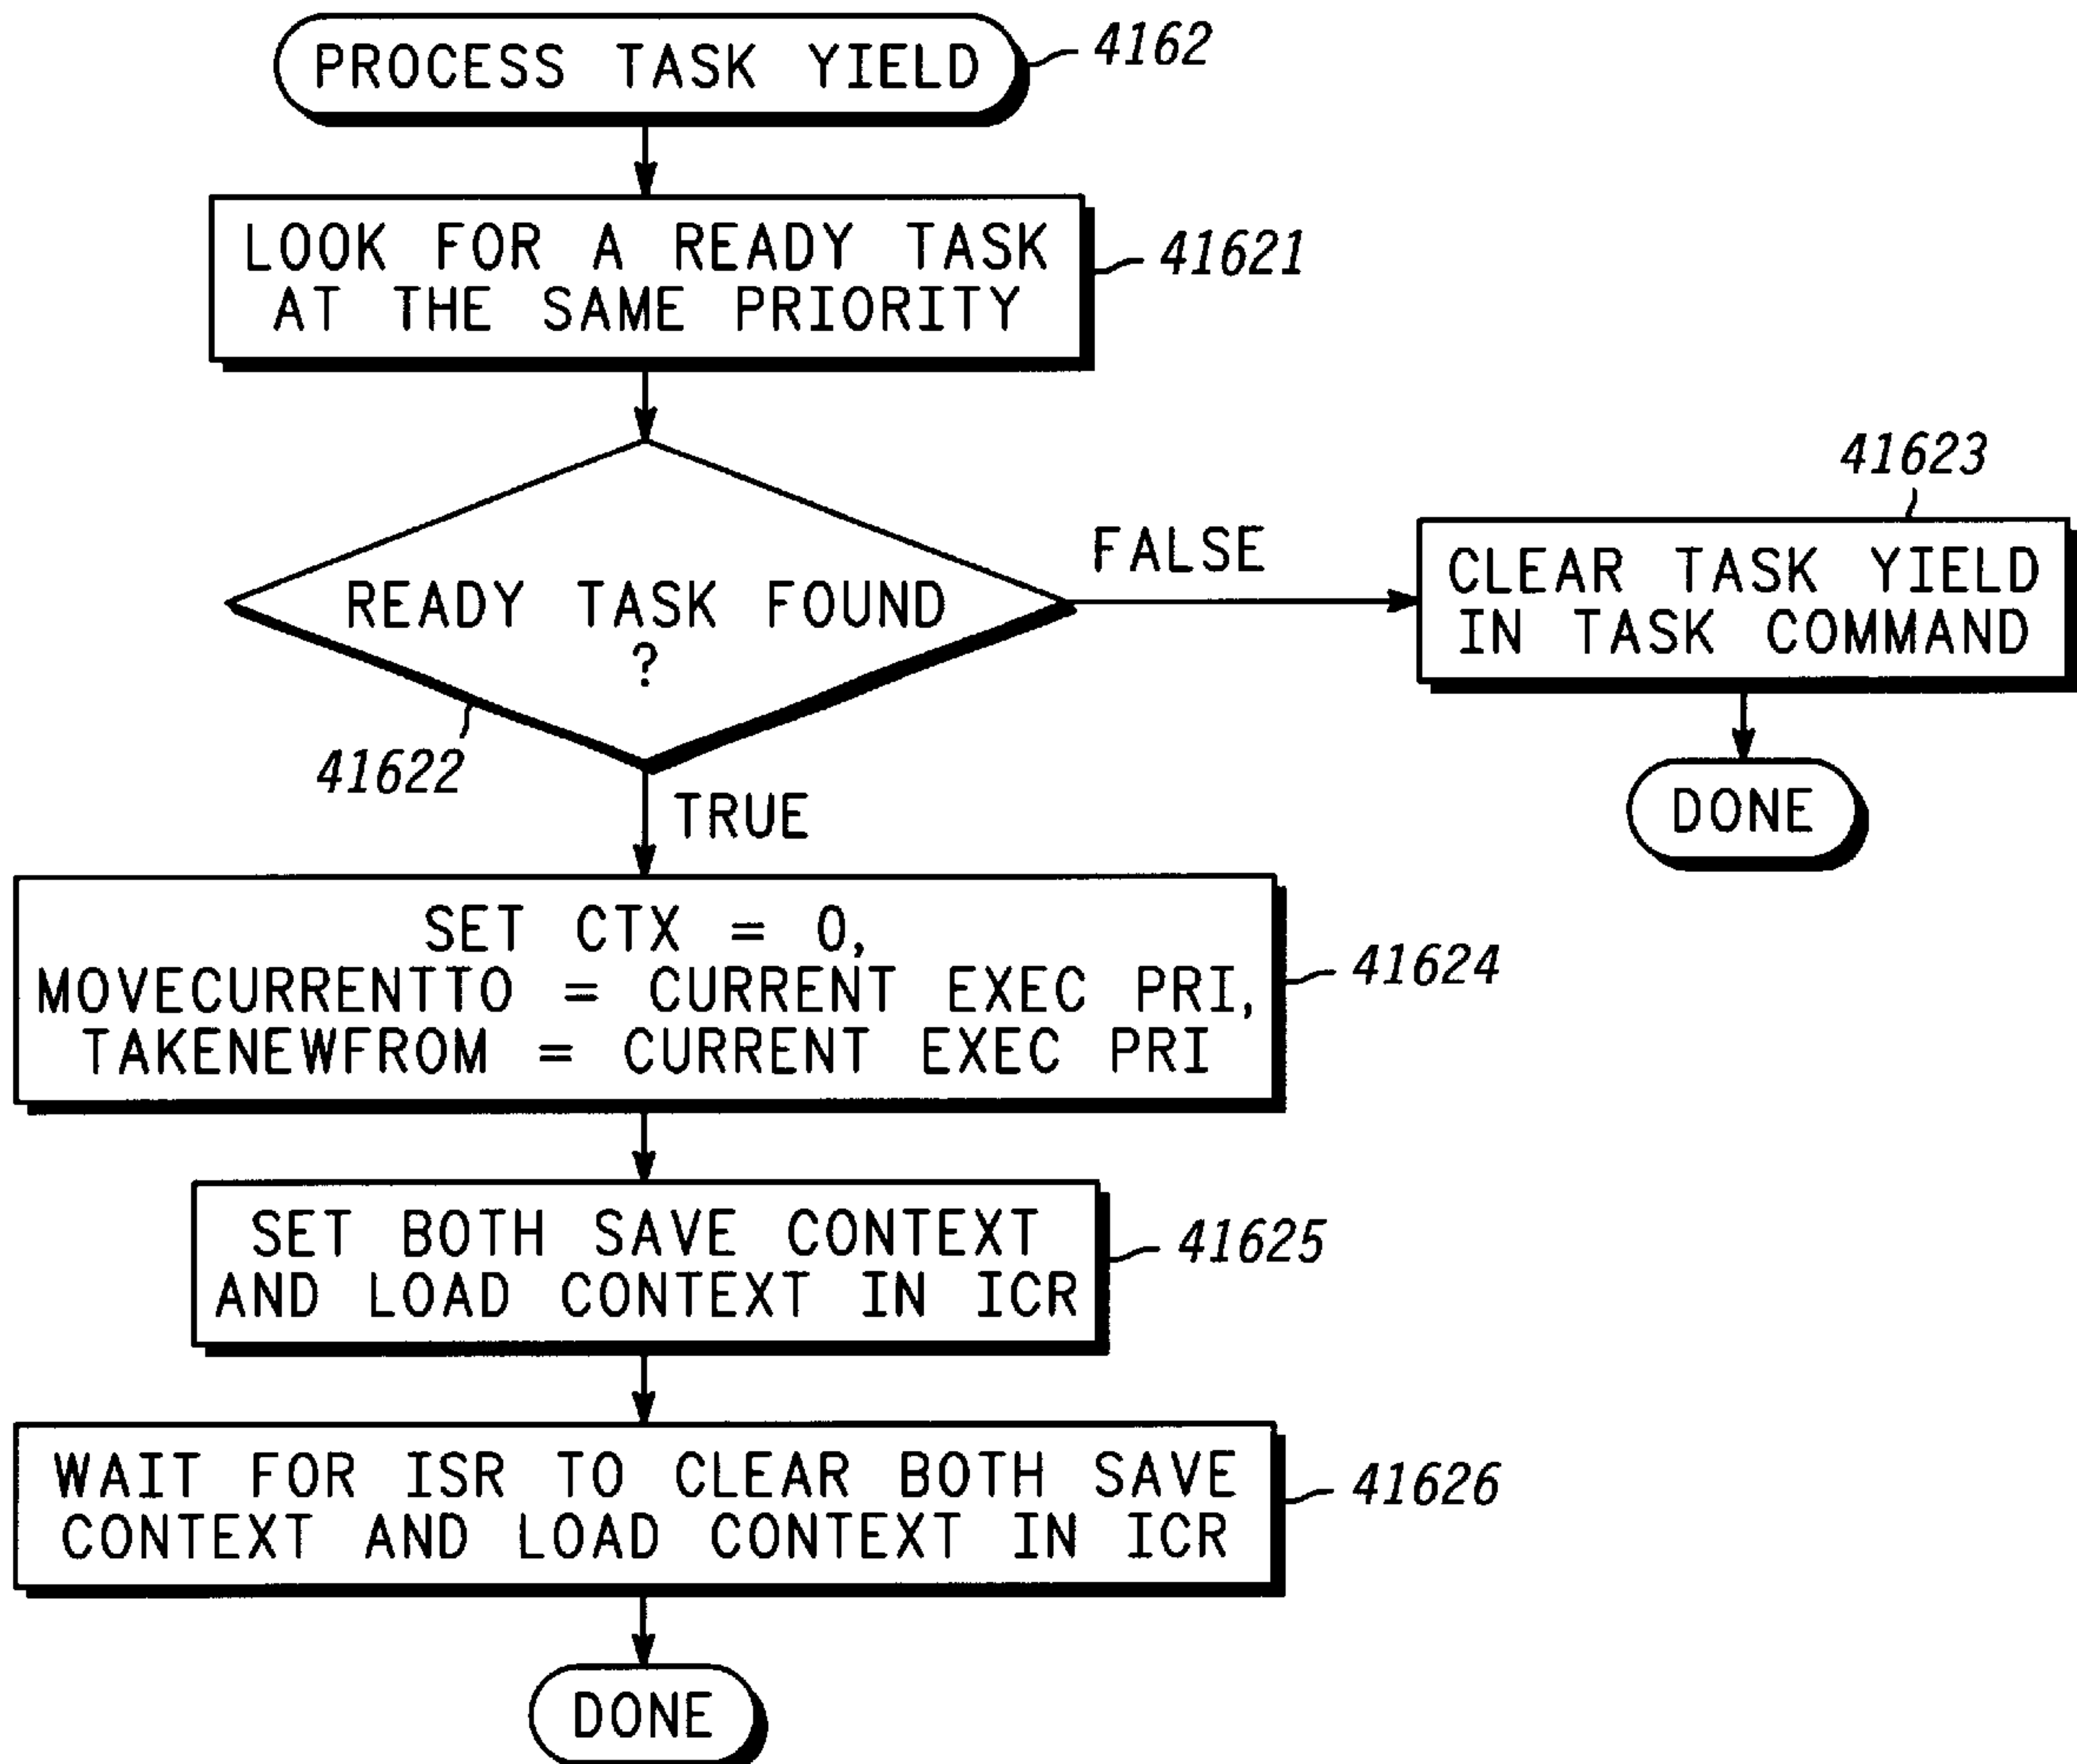 PROCESS TASK YIELD
4162
LOOK FOR A READY TASK
AT THE SAME PRIORITY
41621
READY TASK FOUND
?
41622
FALSE
41623
CLEAR TASK YIELD
IN TASK COMMAND
DONE
TRUE
SET CTX = 0,
MOVECURRENTTO = CURRENT EXEC PRI,
TAKENEWFROM = CURRENT EXEC PRI
41624
SET BOTH SAVE CONTEXT
AND LOAD CONTEXT IN ICR
41625
WAIT FOR ISR TO CLEAR BOTH SAVE
CONTEXT AND LOAD CONTEXT IN ICR
41626
DONE